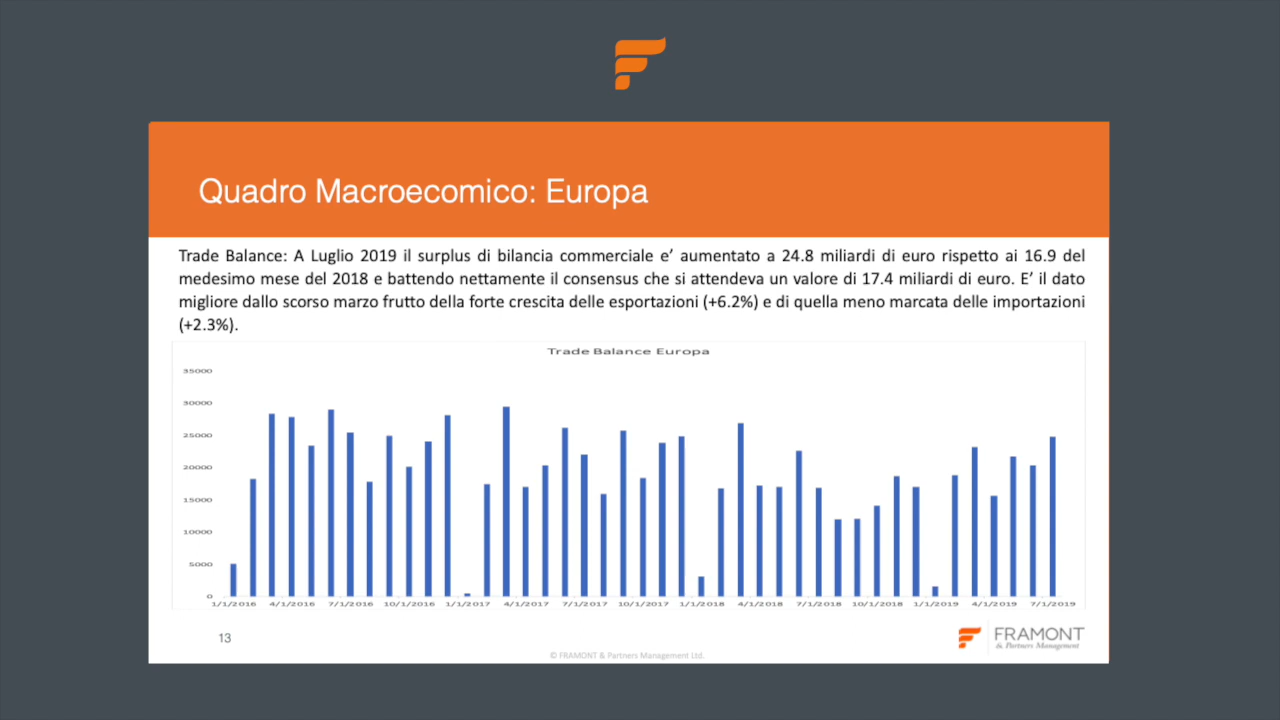 Quadro Macroecomico: Europa
Trade Balance: A Luglio 2019 il surplus di bilancia commerciale e’ aumentato a 24.8 miliardi di euro rispetto ai 16.9 del
medesimo mese del 2018 e battendo nettamente il consensus che si attendeva un valore di 17.4 miliardi di euro. E’ il dato
migliore dallo scorso marzo frutto della forte crescita delle esportazioni (+6.2%) e di quella meno marcata delle importazioni
(+2.3%).
Trade Balance Europa
35000
30000
25000
20000
15000
10000
5000
0
1/1/2016 4/1/2016 7/1/2016 10/1/2016 1/1/2017 4/1/2017 7/1/2017 10/1/2017 1/1/2018 4/1/2018 7/1/2018 10/1/2018 1/1/2019 4/1/2019 7/1/2019
13
FRAMONT
& Partners Management
© FRAMONT & Partners Management Ltd.